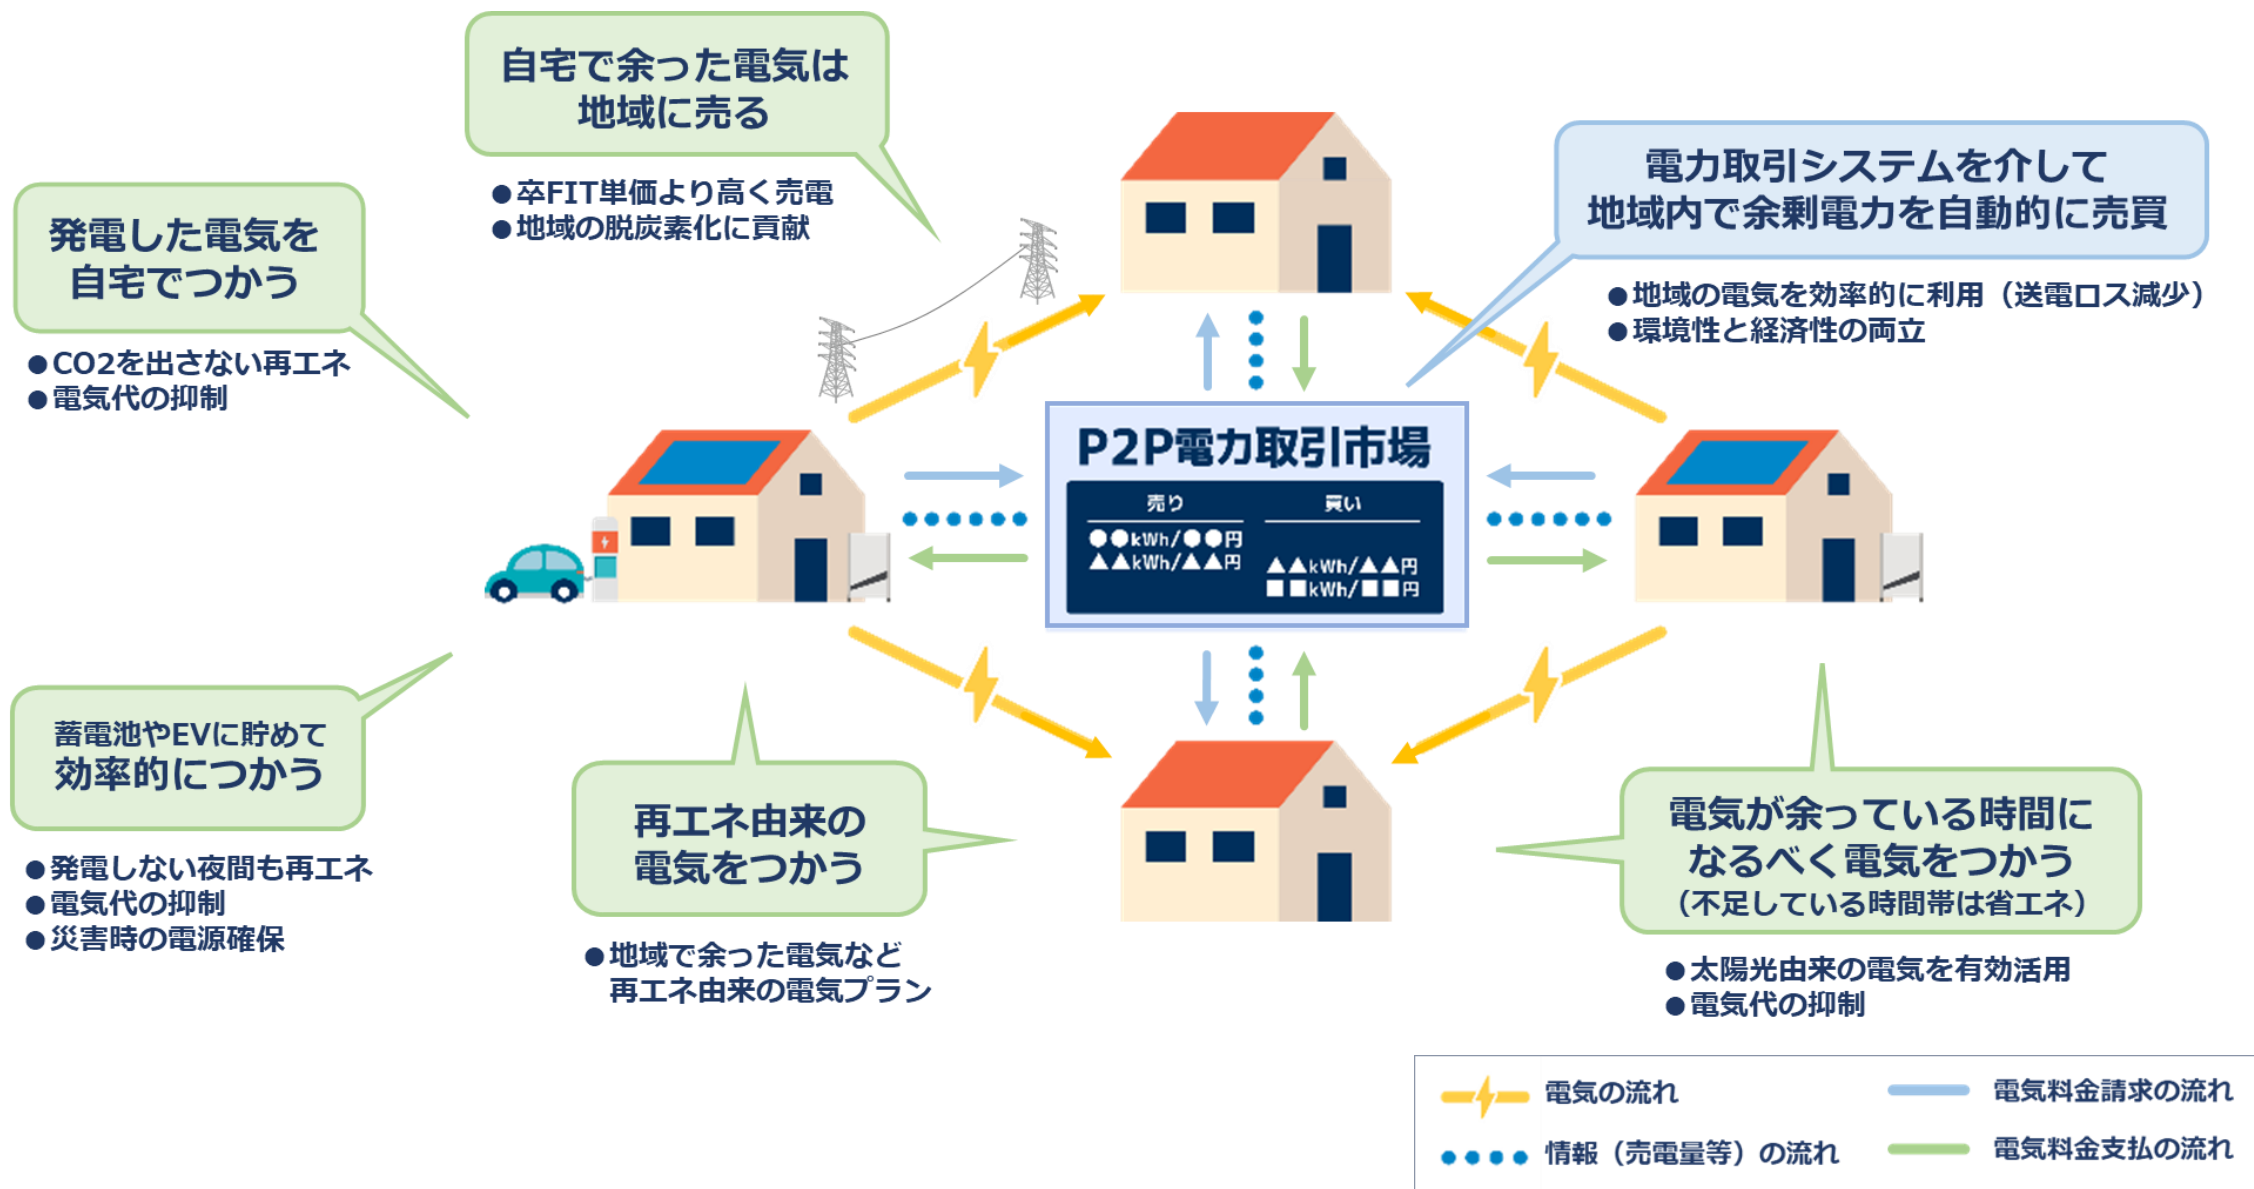 自宅で余った電気は
地域に売る
●卒FIT単価より高く売電
●地域の脱炭素化に貢献
発電した電気を
自宅でつかう
●CO2を出さない再エネ
●電気代の抑制
電力取引システムを介して
地域内で余剰電力を自動的に売買
●地域の電気を効率的に利用（送電ロス減少）
●環境性と経済性の両立
P2P電力取引市場
売り
●●kWh/●●円
▲▲kWh/▲▲円
買い
▲▲kWh/▲▲円
■■kWh/■■円
蓄電池やEVに貯めて
効率的につかう
●発電しない夜間も再エネ
●電気代の抑制
●災害時の電源確保
再エネ由来の
電気をつかう
●地域で余った電気など
再エネ由来の電気プラン
電気が余っている時間に
なるべく電気をつかう
（不足している時間帯は省エネ）
●太陽光由来の電気を有効活用
●電気代の抑制
電気の流れ
電気料金請求の流れ
情報（売電量等）の流れ
電気料金支払の流れ